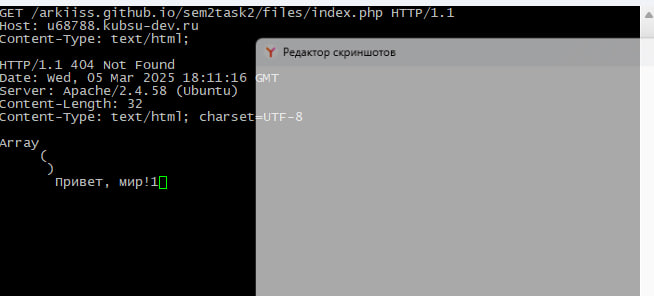 GET /arkiiss.github.io/sem2task2/files/index.php HTTP/1.1
Host: u68788.kubsu-dev.ru
Content-Type: text/html;
Редактор скриншотов
HTTP/1.1 404 Not Found
Date: Wed, 05 Mar 2025 18:11:16 GMT
Server: Apache/2.4.58 (Ubuntu)
Content-Length: 32
Content-Type: text/html; charset=UTF-8
Array
(
)
Привет, мир!1